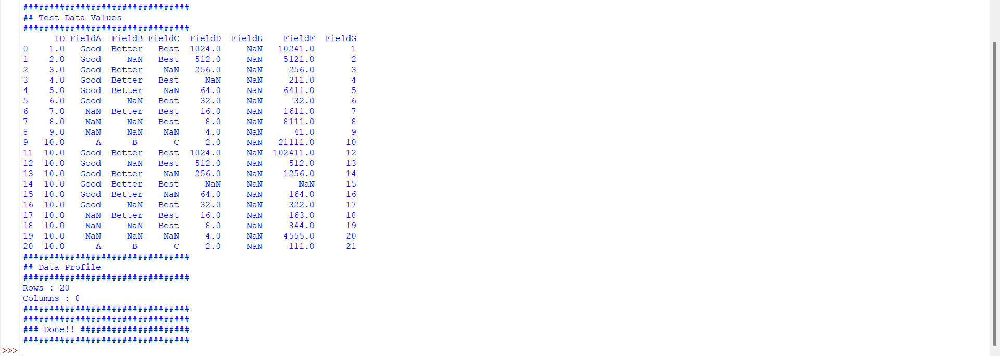 ################################
## Test Data Values
################################
      ID FieldA  FieldB FieldC  FieldD  FieldE    FieldF  FieldG
0    1.0   Good  Better   Best  1024.0     NaN   10241.0       1
1    2.0   Good     NaN   Best   512.0     NaN    5121.0       2
2    3.0   Good  Better    NaN   256.0     NaN     256.0       3
3    4.0   Good  Better   Best     NaN     NaN     211.0       4
4    5.0   Good  Better    NaN    64.0     NaN    6411.0       5
5    6.0   Good     NaN   Best    32.0     NaN      32.0       6
6    7.0    NaN  Better   Best    16.0     NaN    1611.0       7
7    8.0    NaN     NaN   Best     8.0     NaN    8111.0       8
8    9.0    NaN     NaN    NaN     4.0     NaN      41.0       9
9   10.0      A       B      C     2.0     NaN   21111.0      10
11  10.0   Good  Better   Best  1024.0     NaN  102411.0      12
12  10.0   Good     NaN   Best   512.0     NaN     512.0      13
13  10.0   Good  Better    NaN   256.0     NaN    1256.0      14
14  10.0   Good  Better   Best     NaN     NaN       NaN      15
15  10.0   Good  Better    NaN    64.0     NaN     164.0      16
16  10.0   Good     NaN   Best    32.0     NaN     322.0      17
17  10.0    NaN  Better   Best    16.0     NaN     163.0      18
18  10.0    NaN     NaN   Best     8.0     NaN     844.0      19
19  10.0    NaN     NaN    NaN     4.0     NaN    4555.0      20
20  10.0      A       B      C     2.0     NaN     111.0      21
################################
## Data Profile
################################
Rows : 20
Columns : 8
################################
################################
### Done!! #####################
################################
>>>